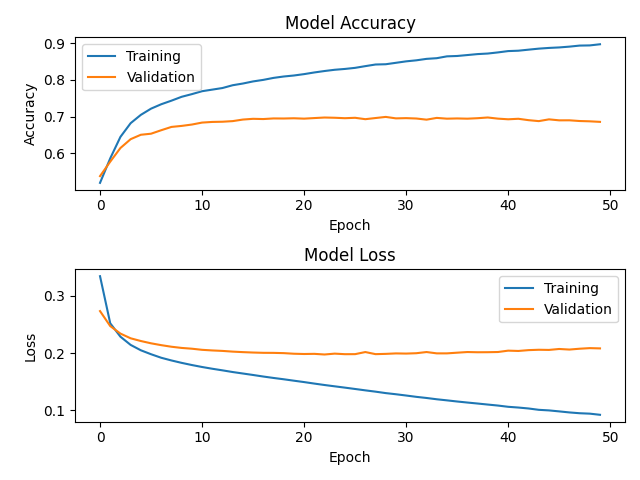 Model Accuracy
Accuracy
0.9
0.8
0.7
0.6
Training
Validation
0 10 20 30 40 50
Epoch
Model Loss
Loss
0.3
0.2
0.1
Training
Validation
0 10 20 30 40 50
Epoch